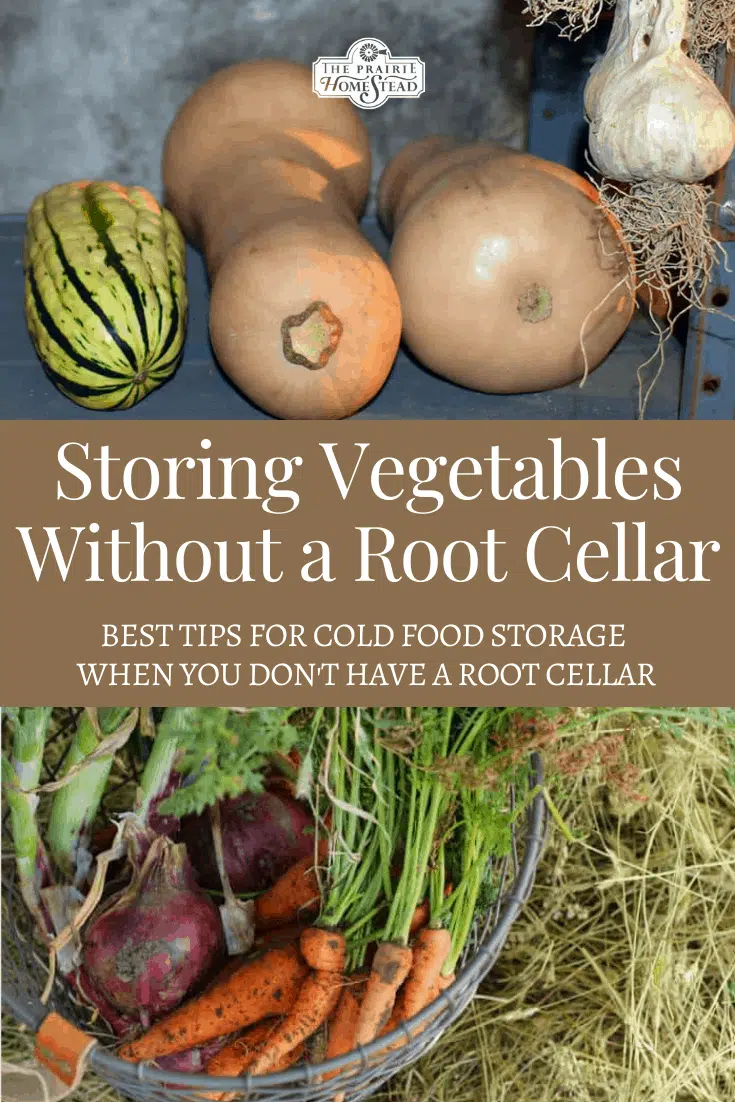 THE PRAIRIE
HOMESTEAD
Storing Vegetables
Without a Root Cellar
BEST TIPS FOR COLD FOOD STORAGE
WHEN YOU DON'T HAVE A ROOT CELLAR